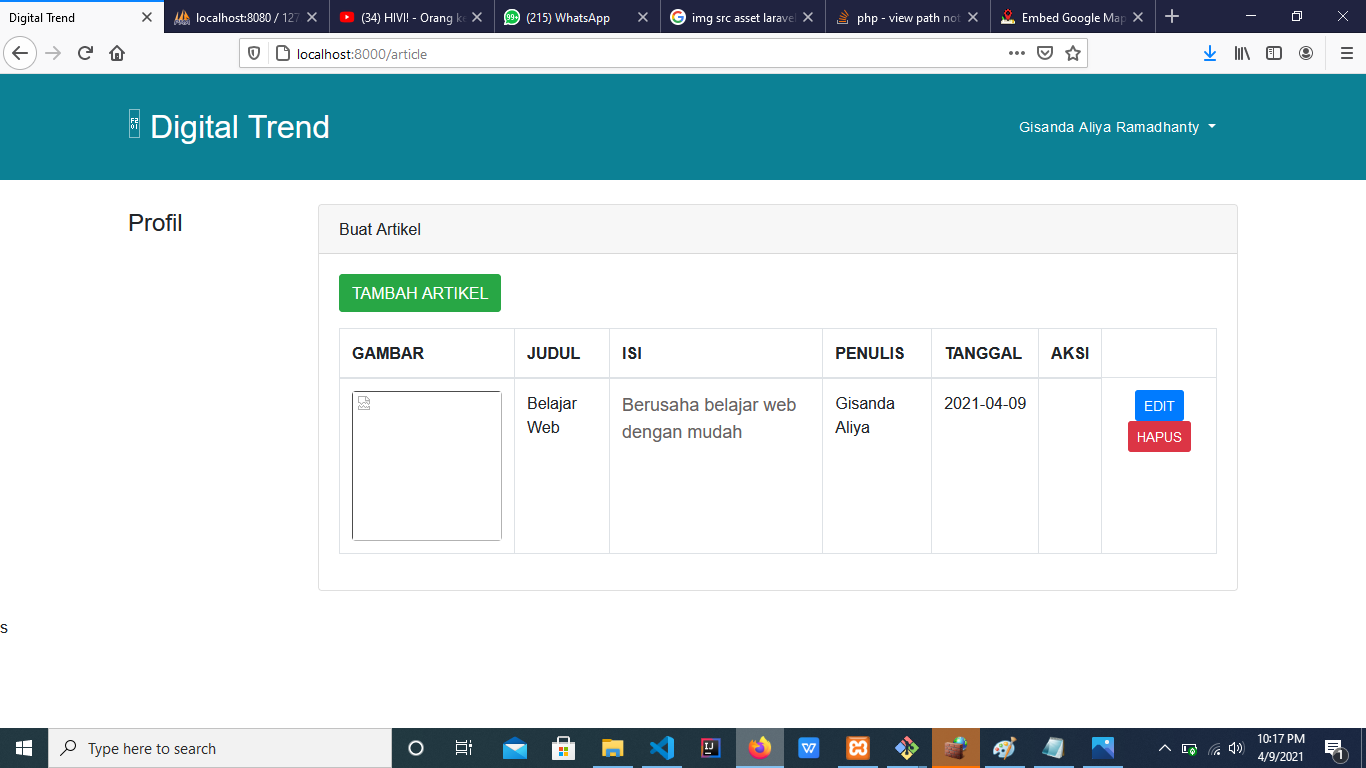 Digital Trend
localhost:8080 / 127
(34) HIVI! - Orang ke
99+
(215) WhatsApp
img src asset laravel
php - view path not
Embed Google Map
localhost:8000/article
Digital Trend
Gisanda Aliya Ramadhanty
Profil
Buat Artikel
TAMBAH ARTIKEL
GAMBAR JUDUL ISI PENULIS TANGGAL AKSI
Belajar Web
Berusaha belajar web
dengan mudah
Gisanda
Aliya
2021-04-09
EDIT
HAPUS
s
Type here to search
10:17 PM
4/9/2021
1